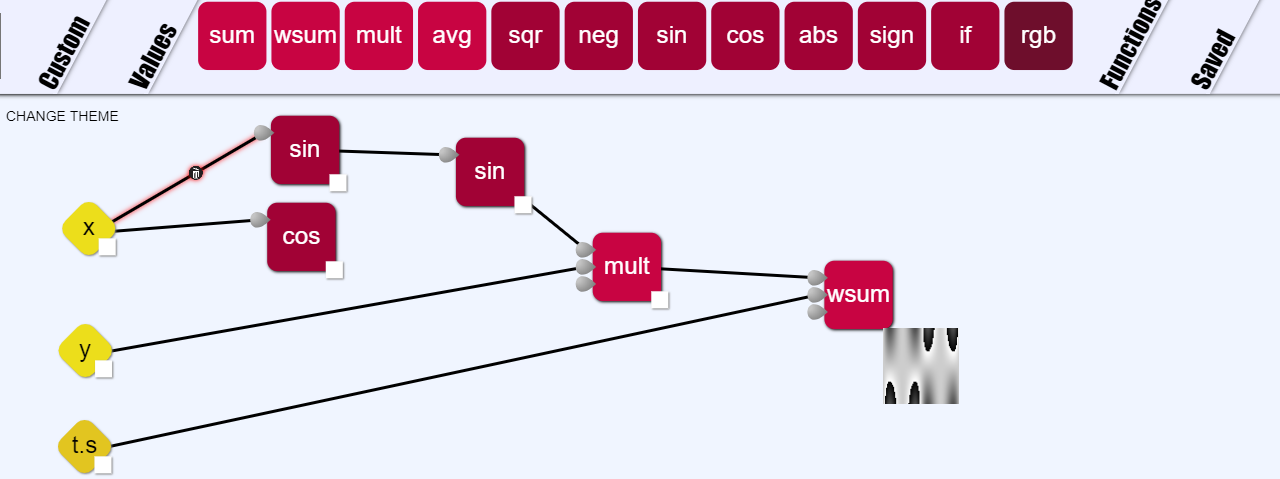 Custom
Values
sum wsum mult avg sqr neg sin cos abs sign if rgb
Functions
Saved
CHANGE THEME
sin
sin
x
cos
mult
wsum
y
t.s